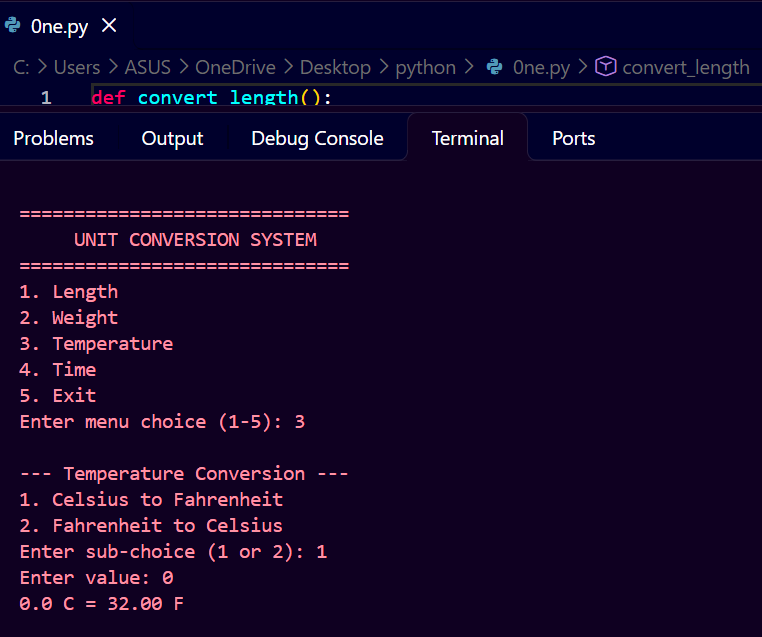 0ne.py
C: > Users > ASUS > OneDrive > Desktop > python > 0ne.py > convert_length
1 def convert_length():
Problems Output Debug Console Terminal Ports
==============================
     UNIT CONVERSION SYSTEM
==============================
1. Length
2. Weight
3. Temperature
4. Time
5. Exit
Enter menu choice (1-5): 3
--- Temperature Conversion ---
1. Celsius to Fahrenheit
2. Fahrenheit to Celsius
Enter sub-choice (1 or 2): 1
Enter value: 0
0.0 C = 32.00 F